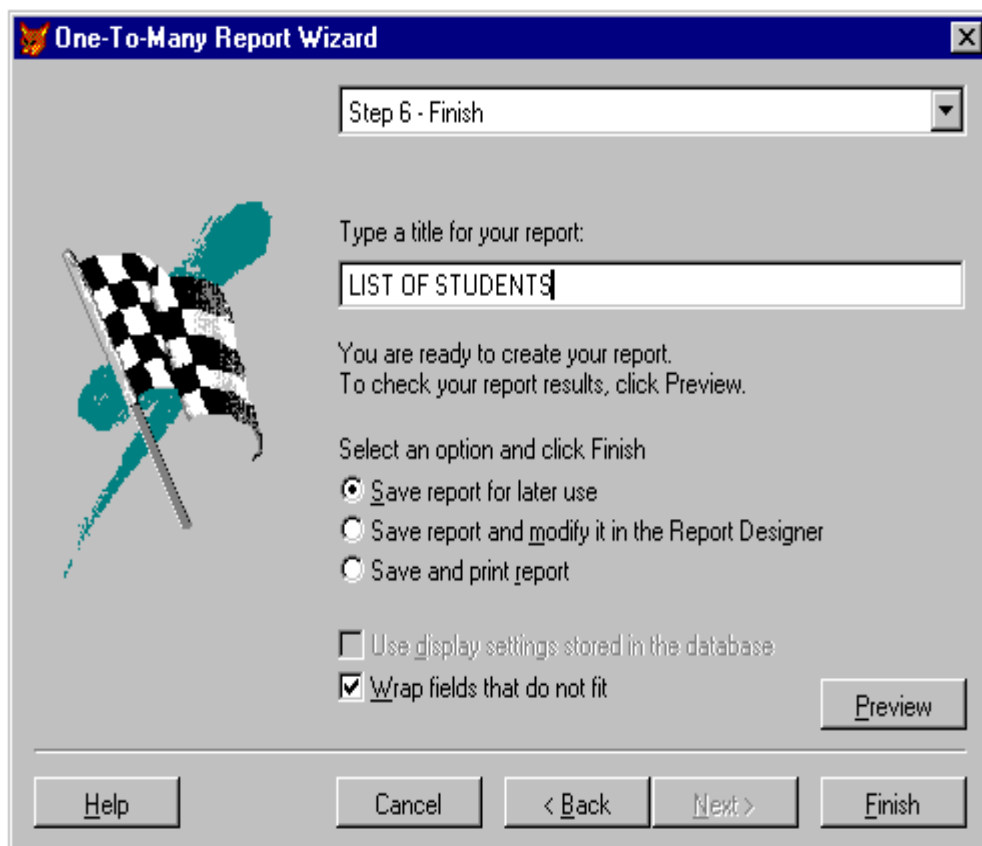 One-To-Many Report Wizard
Step 6 - Finish
Type a title for your report:
LIST OF STUDENTS
You are ready to create your report.
To check your report results, click Preview.
Select an option and click Finish
Save report for later use
Save report and modify it in the Report Designer
Save and print report
Use display settings stored in the database
Wrap fields that do not fit
Preview
Help Cancel < Back Next > Finish